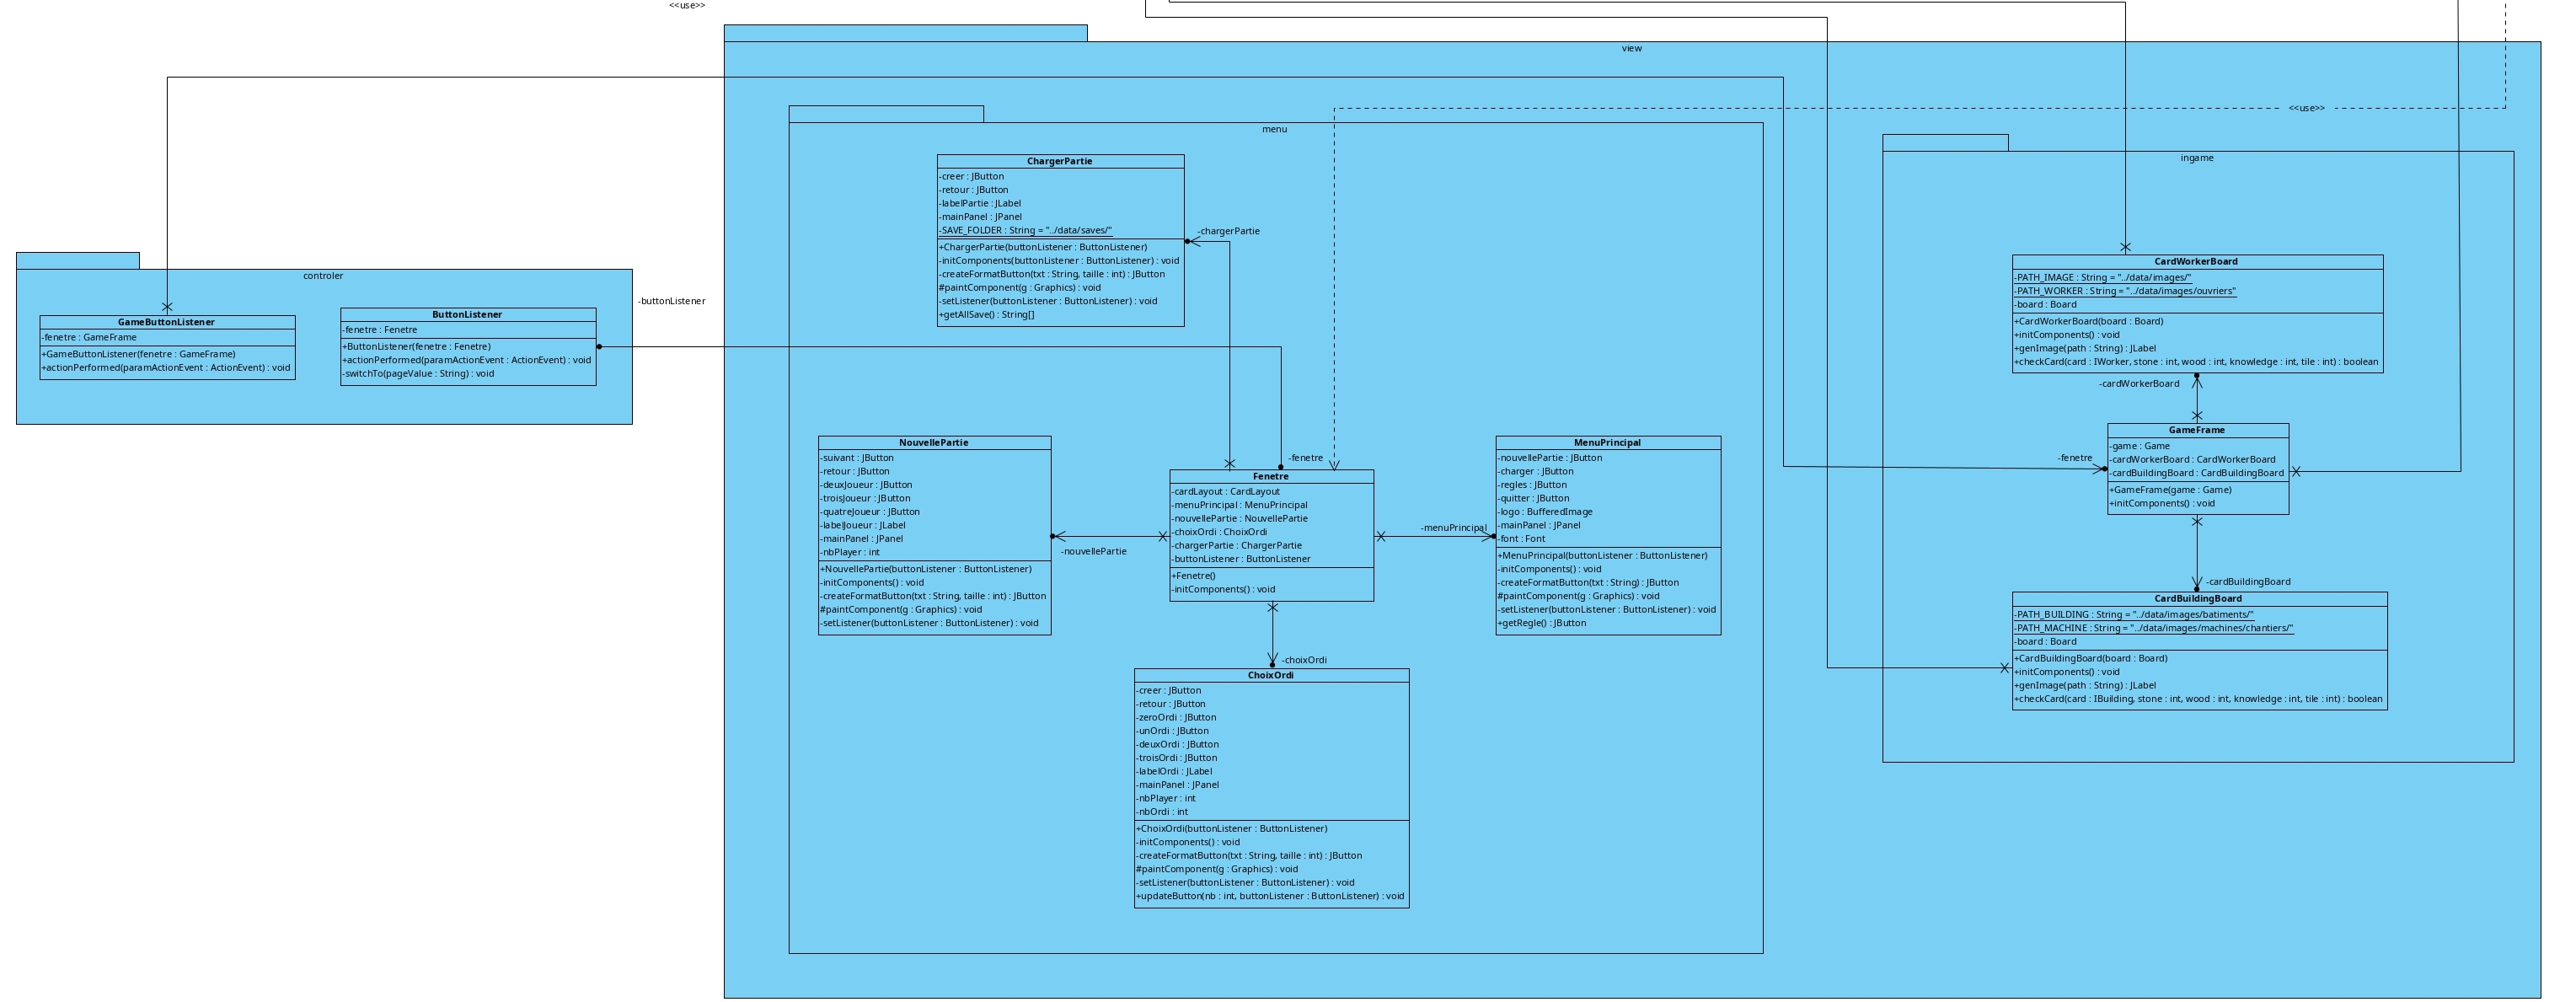 <<use>>
view
<<use>>
menu
ingame
ChargerPartie
-creer : JButton
-retour : JButton
-labelPartie : JLabel
-mainPanel : JPanel
-SAVE_FOLDER : String = "../data/saves/"
+ChargerPartie(buttonListener : ButtonListener)
-initComponents(buttonListener : ButtonListener) : void
-createFormatButton(txt : String, taille : int) : JButton
#paintComponent(g : Graphics) : void
-setListener(buttonListener : ButtonListener) : void
+getAllSave() : String[]
-chargerPartie
controler
-buttonListener
GameButtonListener
-fenetre : GameFrame
+GameButtonListener(fenetre : GameFrame)
+actionPerformed(paramActionEvent : ActionEvent) : void
ButtonListener
-fenetre : Fenetre
+ButtonListener(fenetre : Fenetre)
+actionPerformed(paramActionEvent : ActionEvent) : void
-switchTo(pageValue : String) : void
CardWorkerBoard
-PATH_IMAGE : String = "../data/images/"
-PATH_WORKER : String = "../data/images/ouvriers"
-board : Board
+CardWorkerBoard(board : Board)
+initComponents() : void
+genImage(path : String) : JLabel
+checkCard(card : IWorker, stone : int, wood : int, knowledge : int, tile : int) : boolean
-cardWorkerBoard
NouvellePartie
-suivant : JButton
-retour : JButton
-deuxJoueur : JButton
-troisJoueur : JButton
-quatreJoueur : JButton
-labelJoueur : JLabel
-mainPanel : JPanel
-nbPlayer : int
+NouvellePartie(buttonListener : ButtonListener)
-initComponents() : void
-createFormatButton(txt : String, taille : int) : JButton
#paintComponent(g : Graphics) : void
-setListener(buttonListener : ButtonListener) : void
-nouvellePartie
-fenetre
Fenetre
-cardLayout : CardLayout
-menuPrincipal : MenuPrincipal
-nouvellePartie : NouvellePartie
-choixOrdi : ChoixOrdi
-chargerPartie : ChargerPartie
-buttonListener : ButtonListener
+Fenetre()
-initComponents() : void
-menuPrincipal
MenuPrincipal
-nouvellePartie : JButton
-charger : JButton
-regles : JButton
-quitter : JButton
-logo : BufferedImage
-mainPanel : JPanel
-font : Font
+MenuPrincipal(buttonListener : ButtonListener)
-initComponents() : void
-createFormatButton(txt : String) : JButton
#paintComponent(g : Graphics) : void
-setListener(buttonListener : ButtonListener) : void
+getRegle() : JButton
-fenetre
GameFrame
-game : Game
-cardWorkerBoard : CardWorkerBoard
-cardBuildingBoard : CardBuildingBoard
+GameFrame(game : Game)
+initComponents() : void
-cardBuildingBoard
CardBuildingBoard
-PATH_BUILDING : String = "../data/images/batiments/"
-PATH_MACHINE : String = "../data/images/machines/chantiers/"
-board : Board
+CardBuildingBoard(board : Board)
+initComponents() : void
+genImage(path : String) : JLabel
+checkCard(card : IBuilding, stone : int, wood : int, knowledge : int, tile : int) : boolean
-choixOrdi
ChoixOrdi
-creer : JButton
-retour : JButton
-zeroOrdi : JButton
-unOrdi : JButton
-deuxOrdi : JButton
-troisOrdi : JButton
-labelOrdi : JLabel
-mainPanel : JPanel
-nbPlayer : int
-nbOrdi : int
+ChoixOrdi(buttonListener : ButtonListener)
-initComponents() : void
-createFormatButton(txt : String, taille : int) : JButton
#paintComponent(g : Graphics) : void
-setListener(buttonListener : ButtonListener) : void
+updateButton(nb : int, buttonListener : ButtonListener) : void